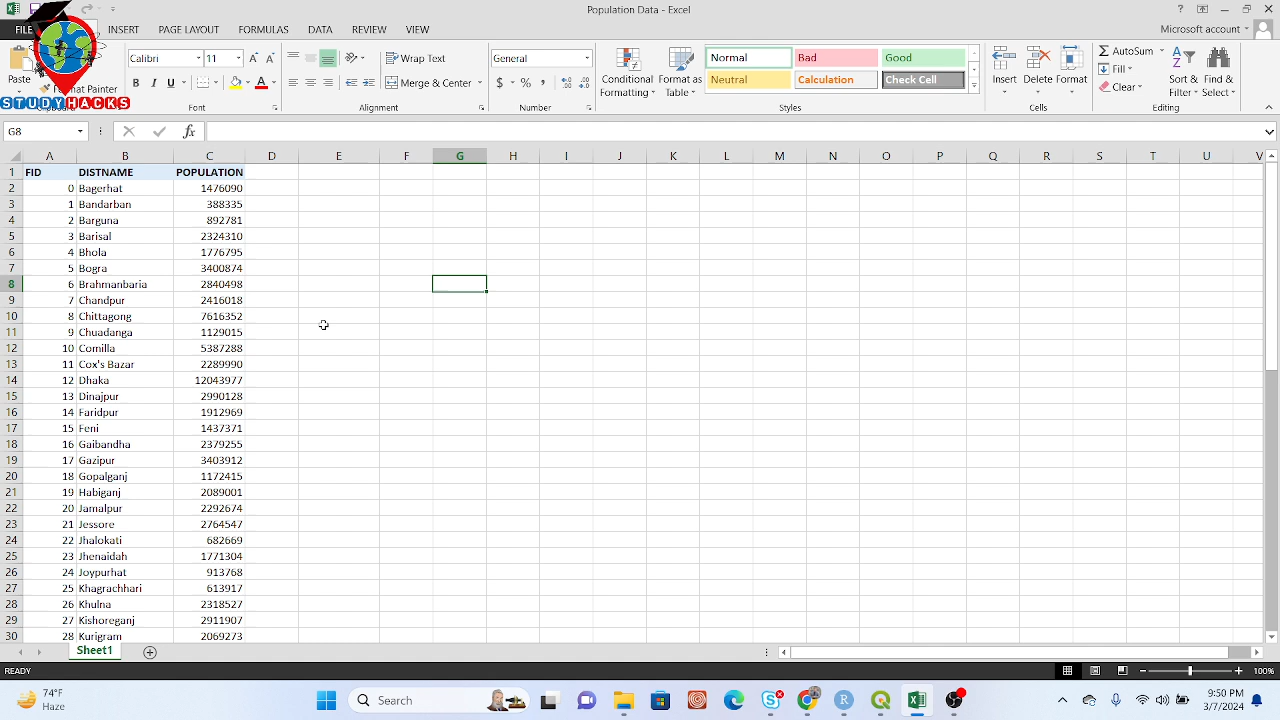 Population Data - Excel
FILE INSERT PAGE LAYOUT FORMULAS DATA REVIEW VIEW Microsoft account
STUDYHACKS
Paste Format Painter
Calibri 11 Wrap Text General Conditional Formatting Format as Table Normal Bad Good Insert Delete Format AutoSum Sort & Filter Find & Select
B I U Merge & Center $ % , Neutral Calculation Check Cell Fill Clear
Font Alignment Number Styles Cells Editing
G8 fx
A B C D E F G H I J K L M N O P Q R S T U V
1 FID DISTNAME POPULATION
2 0 Bagerhat 1476090
3 1 Bandarban 388335
4 2 Barguna 892781
5 3 Barisal 2324310
6 4 Bhola 1776795
7 5 Bogra 3400874
8 6 Brahmanbaria 2840498
9 7 Chandpur 2416018
10 8 Chittagong 7616352
11 9 Chuadanga 1129015
12 10 Comilla 5387288
13 11 Cox's Bazar 2289990
14 12 Dhaka 12043977
15 13 Dinajpur 2990128
16 14 Faridpur 1912969
17 15 Feni 1437371
18 16 Gaibandha 2379255
19 17 Gazipur 3403912
20 18 Gopalganj 1172415
21 19 Habiganj 2089001
22 20 Jamalpur 2292674
23 21 Jessore 2764547
24 22 Jhalokati 682669
25 23 Jhenaidah 1771304
26 24 Joypurhat 913768
27 25 Khagrachhari 613917
28 26 Khulna 2318527
29 27 Kishoreganj 2911907
30 28 Kurigram 2069273
Sheet1
READY 100%
74°F
Haze
Search
9:50 PM
3/7/2024